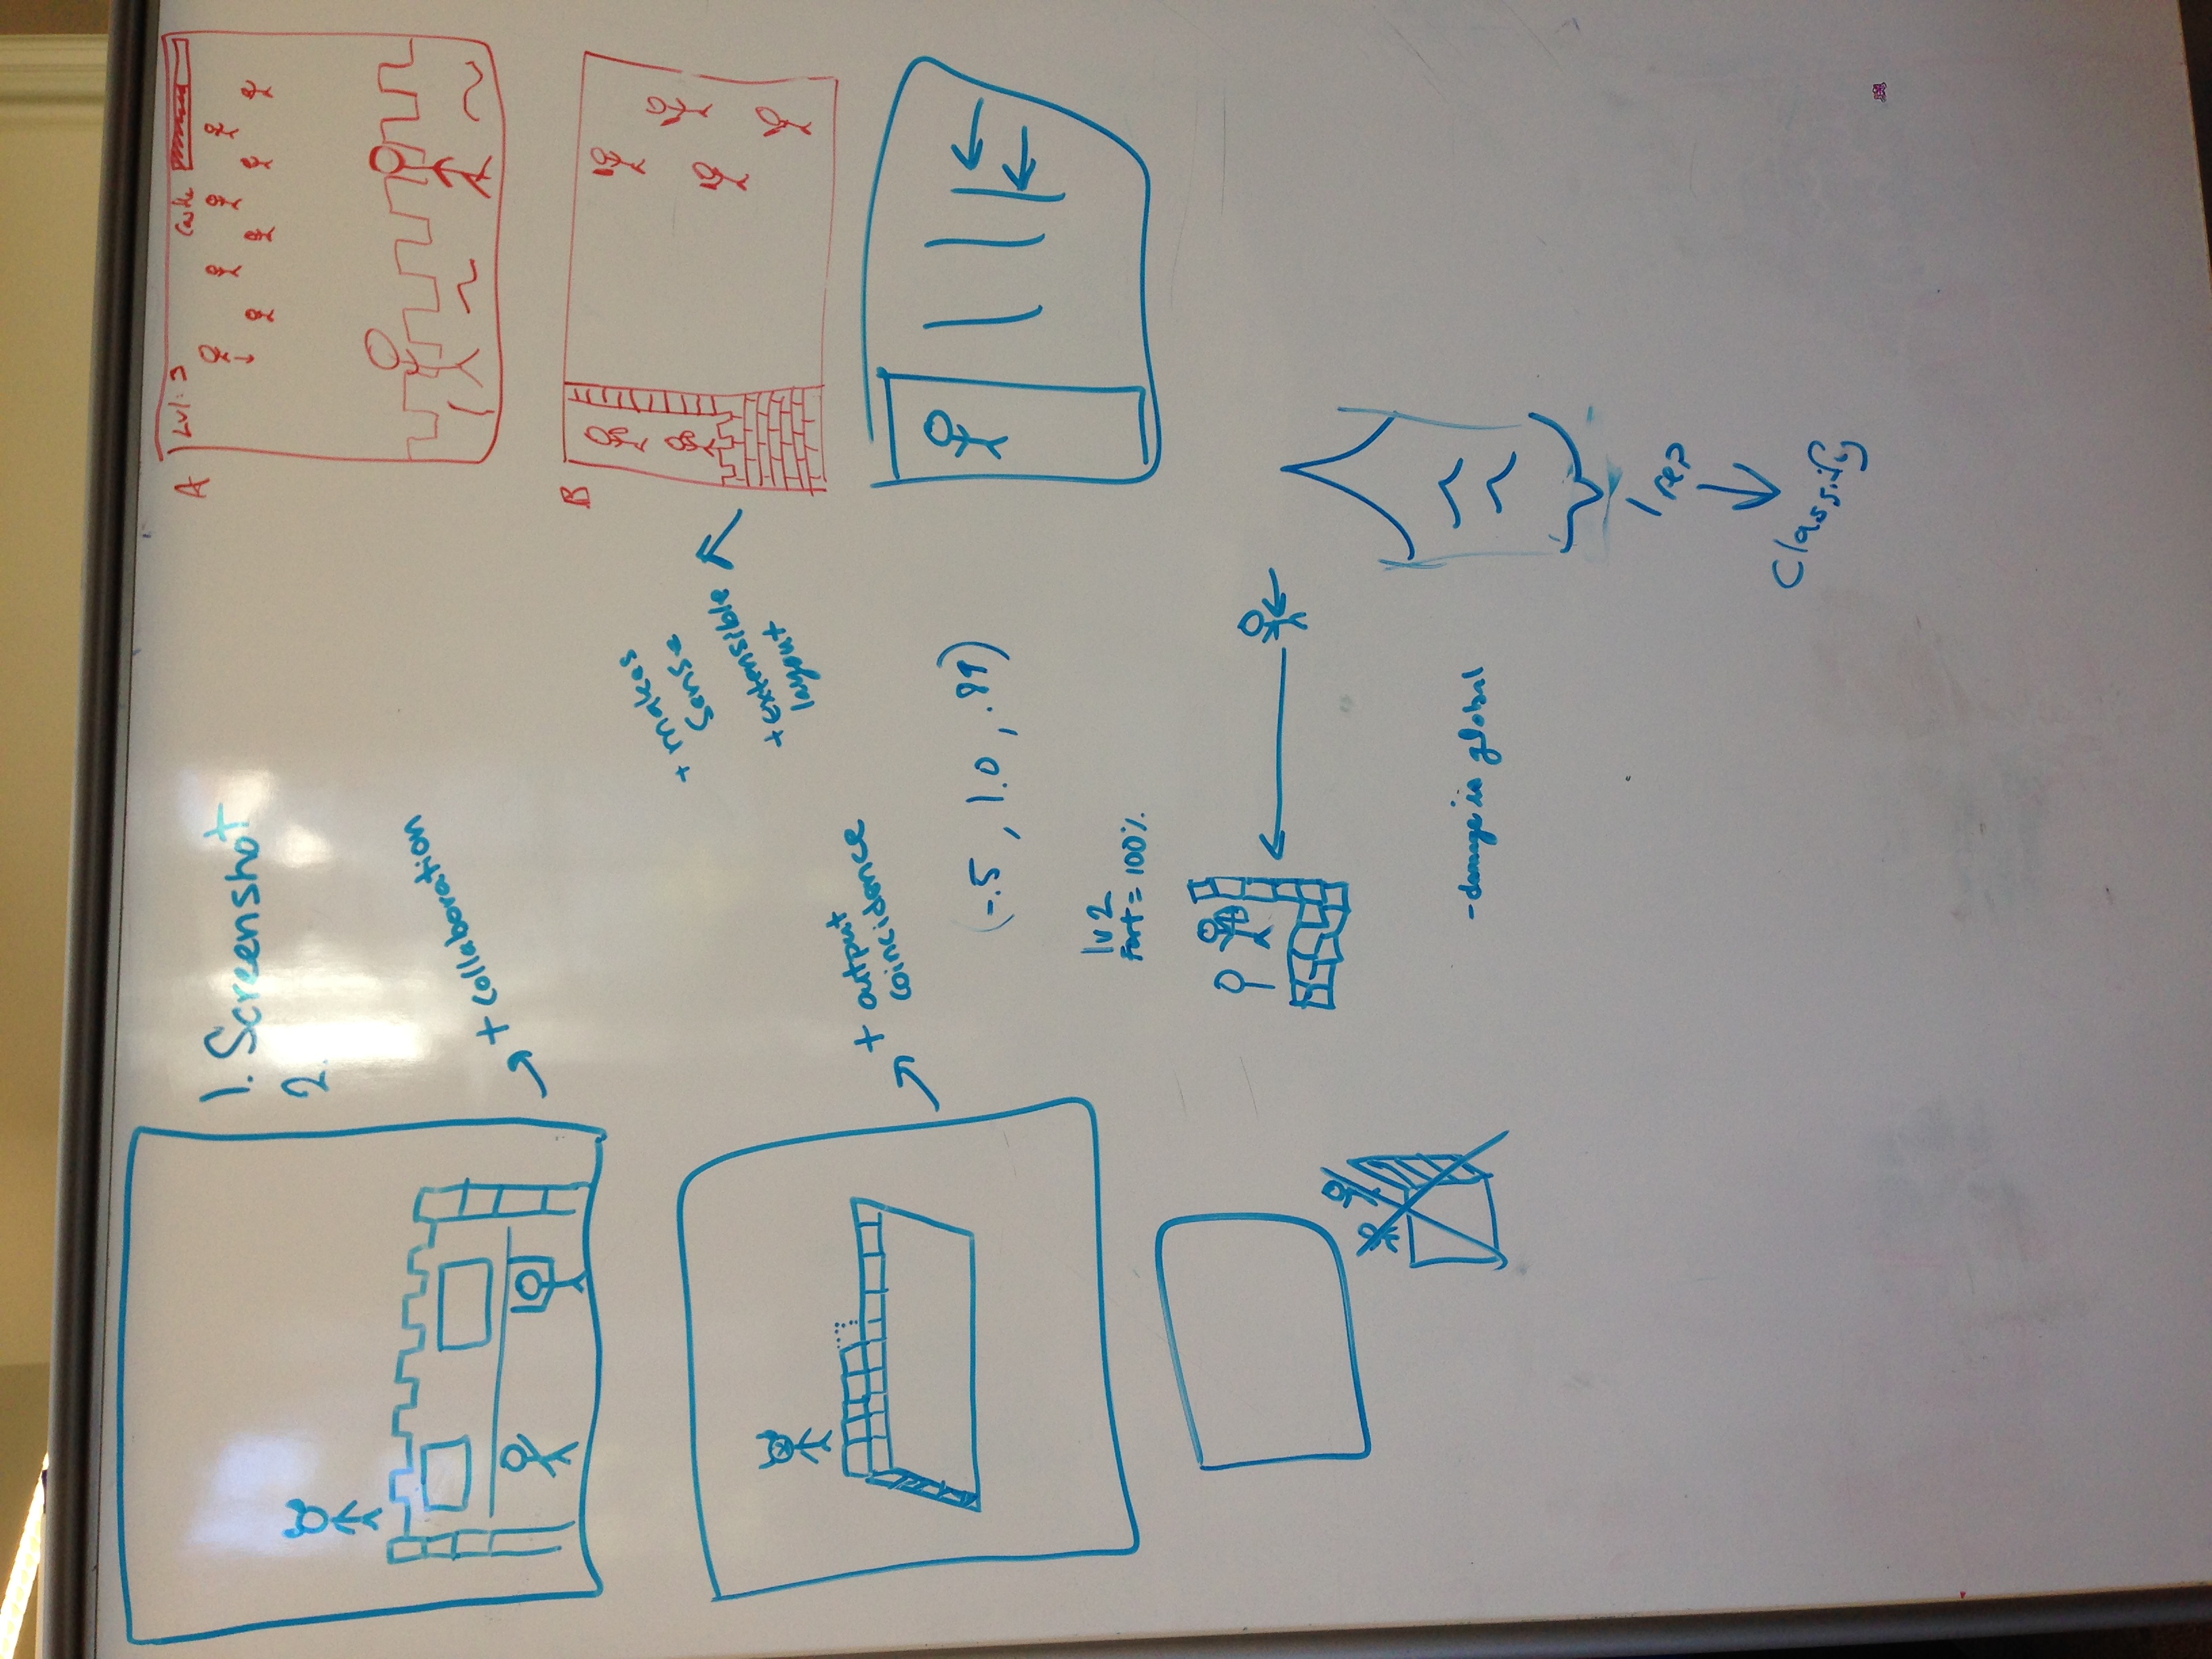 1. Screenshot
2.
+ collaboration
A
Lvl: 3
Castle
B
+ makes
sense
+ extensible
layout
+ output
coincidence
(-.5, 1.0, .89)
lv 2
Fort = 100%
- damage is global
1 rep
Classify